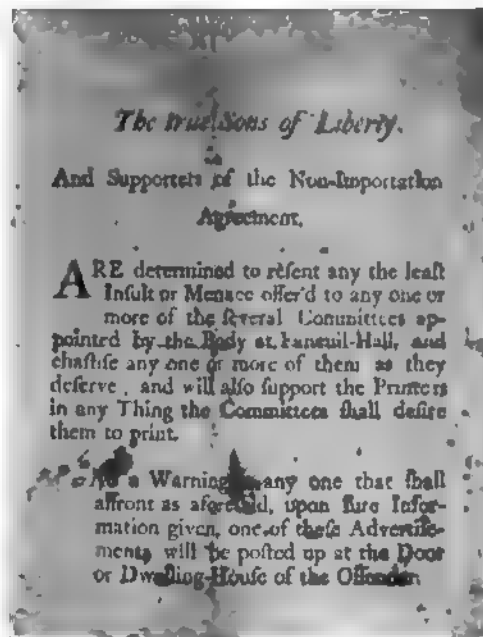 The true Sons of Liberty.
And Supporters of the Non-Importation
Agreement,
ARE determined to reſent any the leaſt
Inſult or Menace offer'd to any one or
more of the ſeveral Committees ap-
pointed by the Body at Faneuil-Hall, and
chaſtiſe any one or more of them as they
deſerve, and will alſo ſupport the Printers
in any Thing the Committees ſhall deſire
them to print.
a Warning any one that ſhall
affront as aforeſaid, upon ſure Infor-
mation given, one of theſe Advertiſe-
ments will be poſted up at the Door
or Dwelling-Houſe of the Offender.